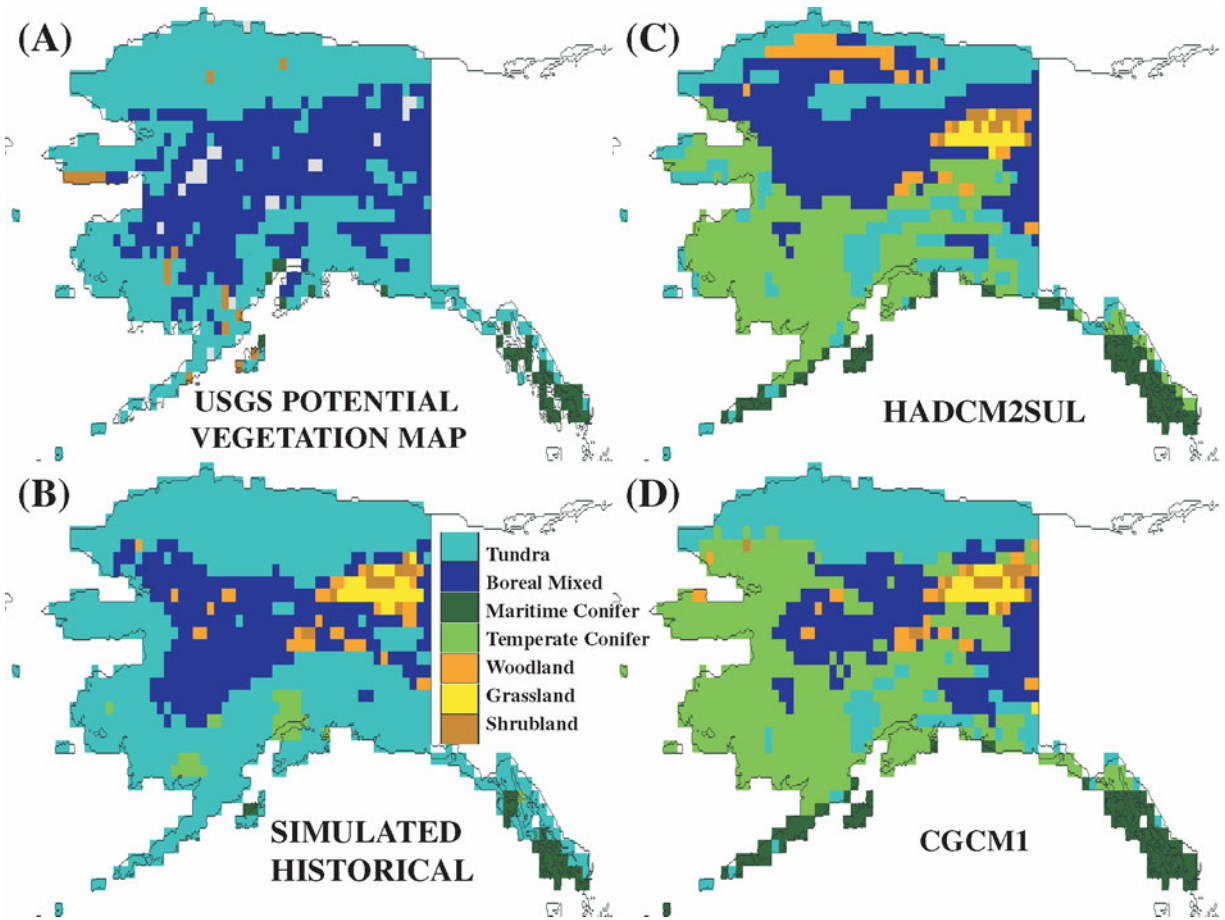 (A)
USGS POTENTIAL
VEGETATION MAP
(C)
HADCM2SUL
(B)
SIMULATED
HISTORICAL
Tundra
Boreal Mixed
Maritime Conifer
Temperate Conifer
Woodland
Grassland
Shrubland
(D)
CGCM1